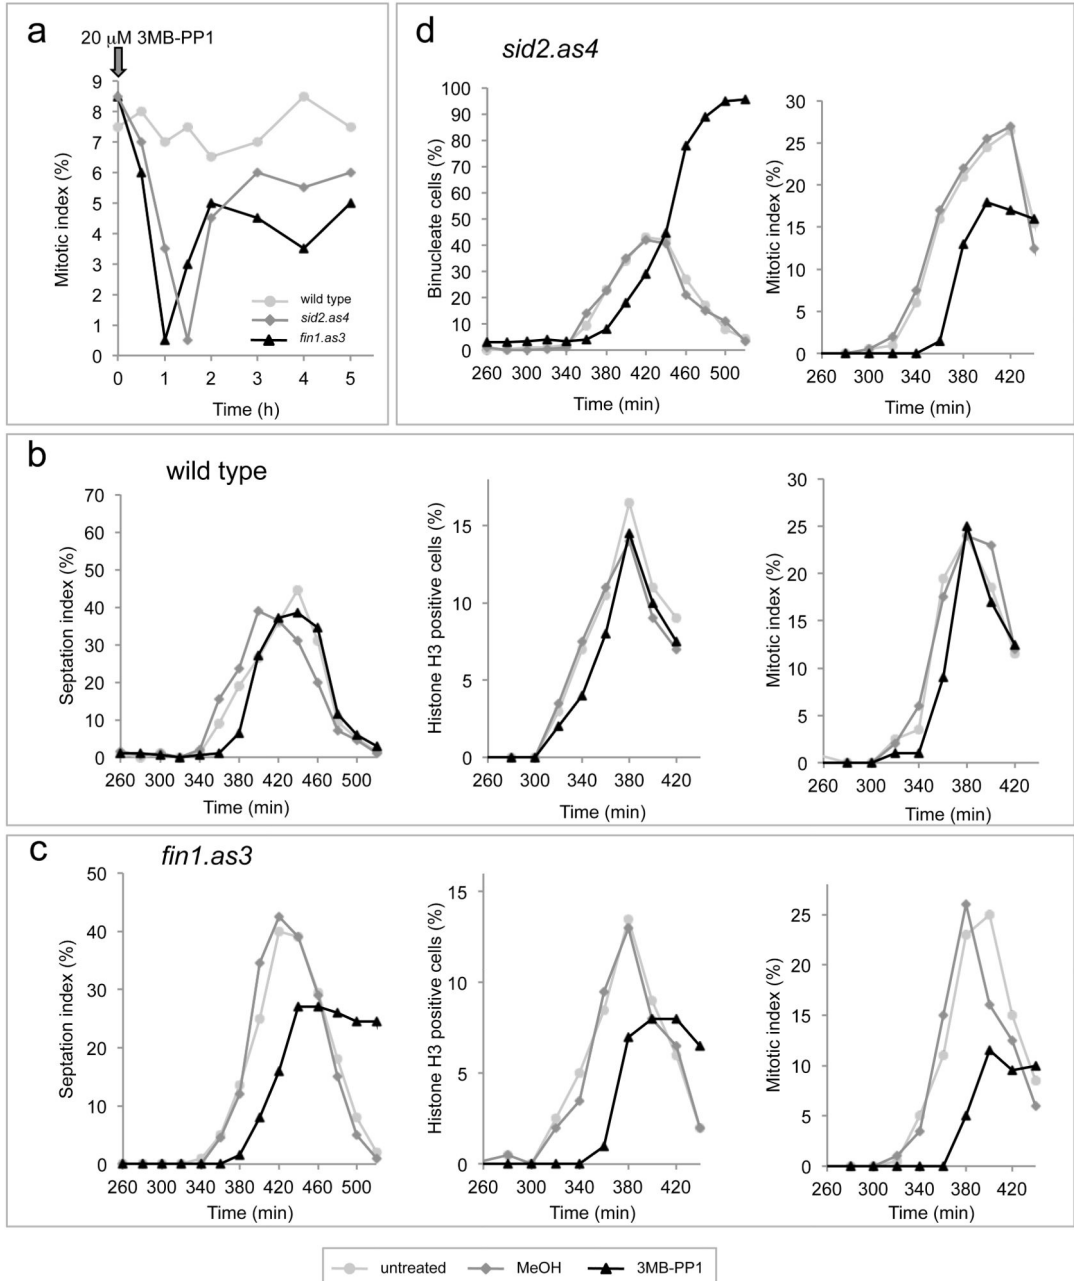 a
20 μM 3MB-PP1
Mitotic index (%)
9
8
7
6
5
4
3
2
1
0
wild type
sid2.as4
fin1.as3
0 1 2 3 4 5
Time (h)
d
sid2.as4
Binucleate cells (%)
100
90
80
70
60
50
40
30
20
10
0
260 300 340 380 420 460 500
Time (min)
Mitotic index (%)
30
25
20
15
10
5
0
260 300 340 380 420
Time (min)
b
wild type
Septation index (%)
70
60
50
40
30
20
10
0
260 300 340 380 420 460 500
Time (min)
Histone H3 positive cells (%)
15
10
5
0
260 300 340 380 420
Time (min)
Mitotic index (%)
30
25
20
15
10
5
0
260 300 340 380 420
Time (min)
c
fin1.as3
Septation index (%)
50
40
30
20
10
0
260 300 340 380 420 460 500
Time (min)
Histone H3 positive cells (%)
15
10
5
0
260 300 340 380 420
Time (min)
Mitotic index (%)
25
20
15
10
5
0
260 300 340 380 420
Time (min)
untreated MeOH 3MB-PP1